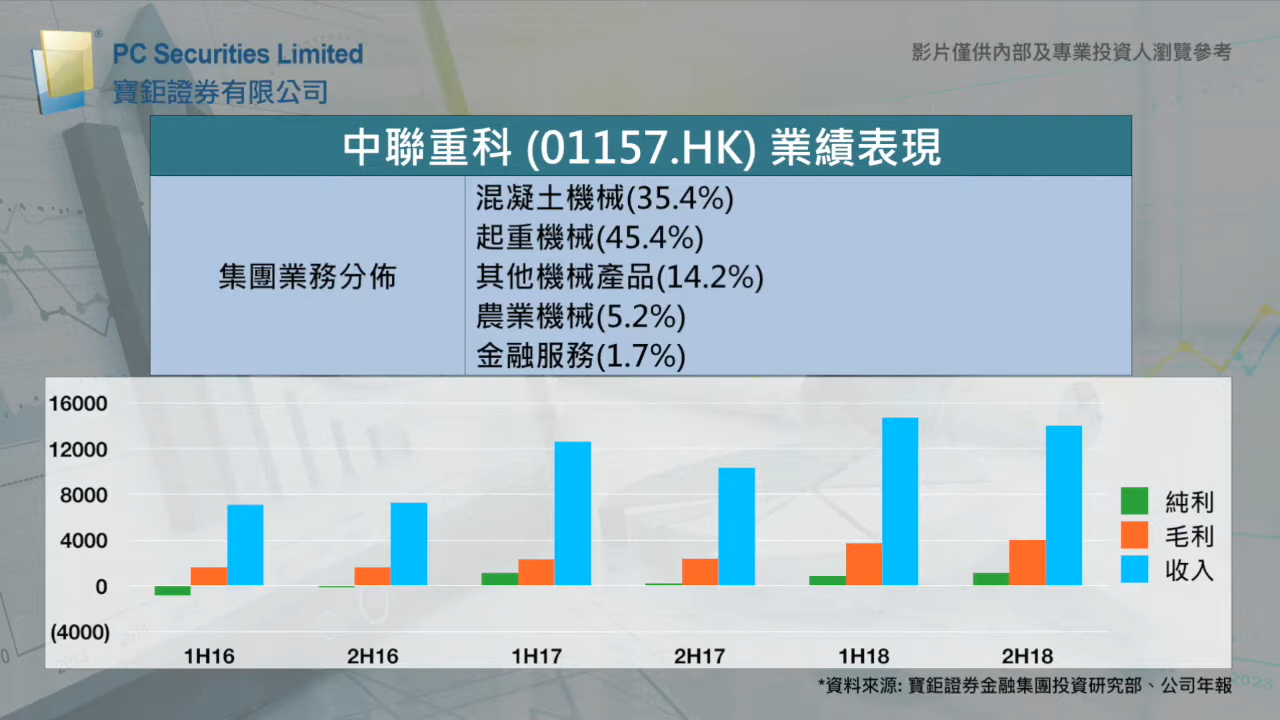 PC Securities Limited
寶鉅證券有限公司
影片僅供內部及專業投資人瀏覽參考
中聯重科 (01157.HK) 業績表現
集團業務分佈
混凝土機械(35.4%)
起重機械(45.4%)
其他機械產品(14.2%)
農業機械(5.2%)
金融服務(1.7%)
16000
12000
8000
4000
0
(4000)
1H16 2H16 1H17 2H17 1H18 2H18
純利
毛利
收入
*資料來源: 寶鉅證券金融集團投資研究部、公司年報